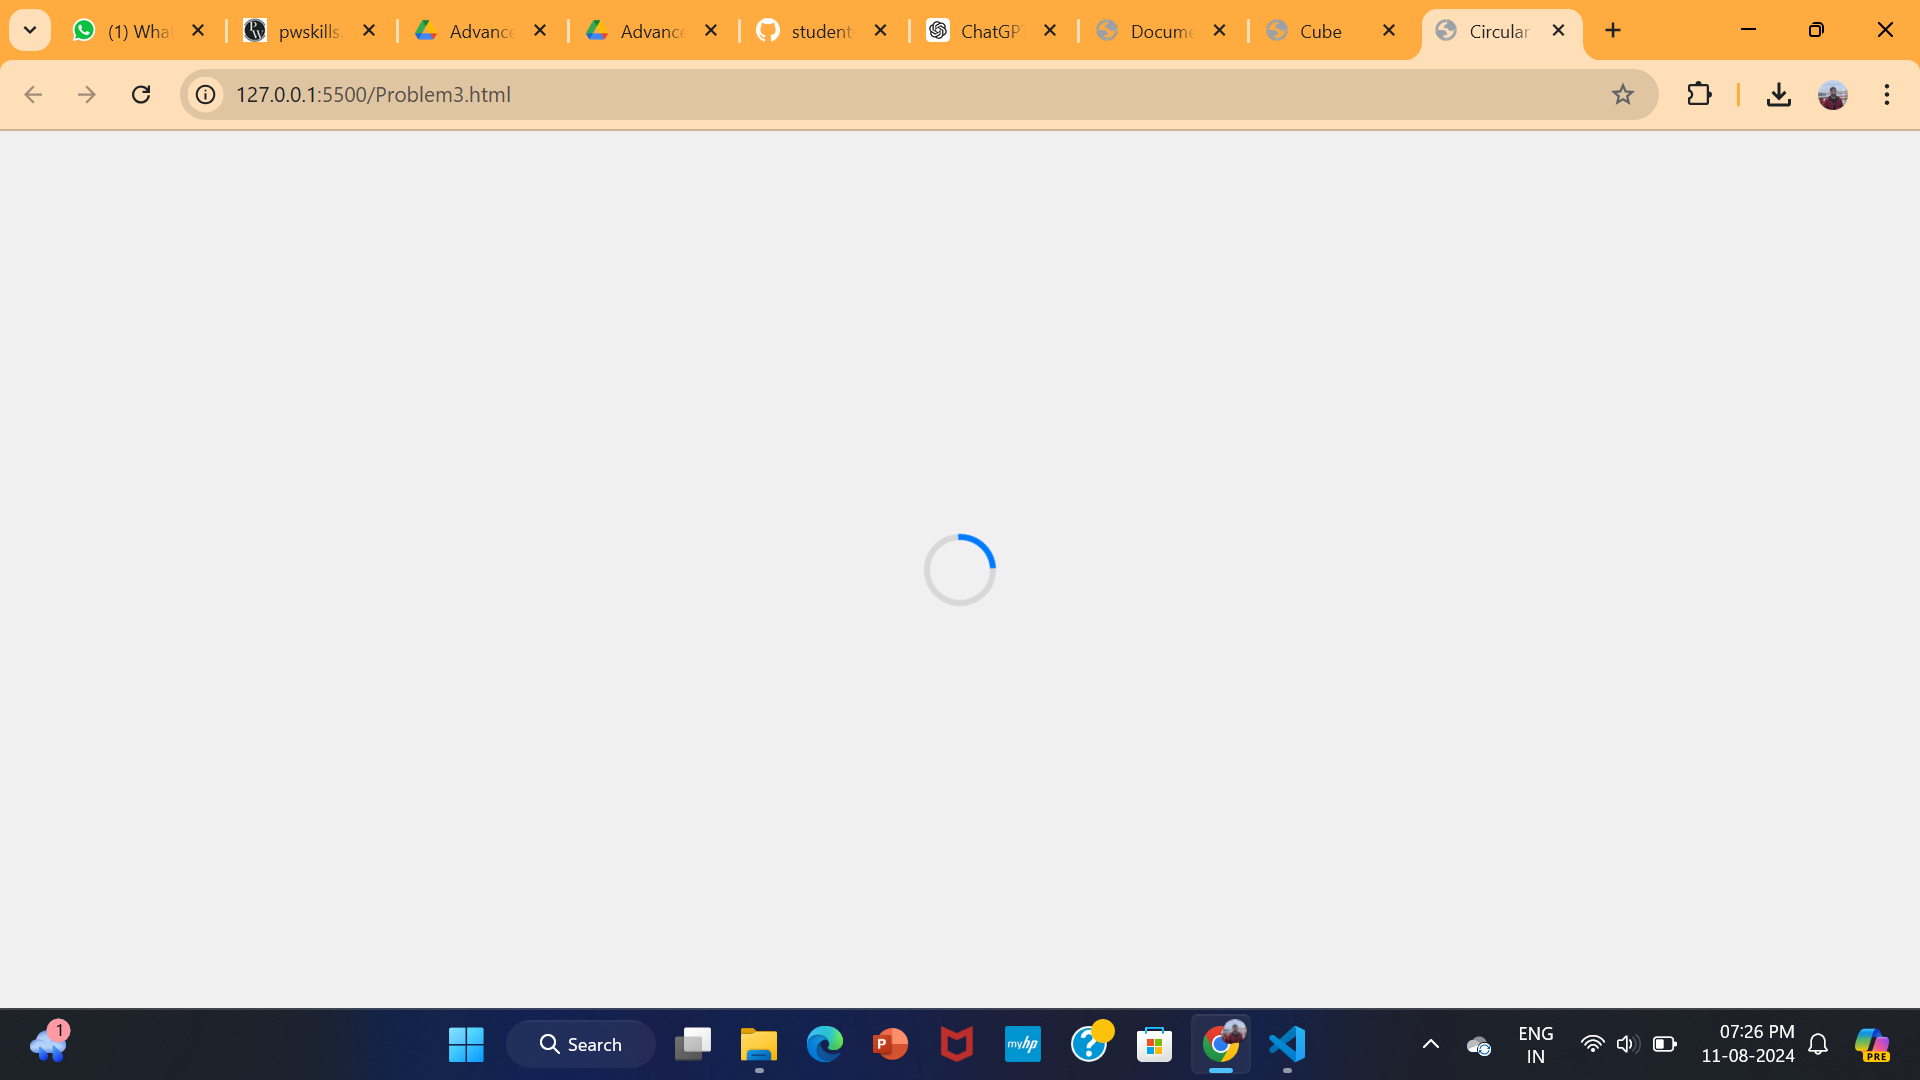 (1) Wha
pwskills.
Advance
Advance
student
ChatGPT
Docume
Cube
Circular
127.0.0.1:5500/Problem3.html
1
Search
P
myhp
?
ENG
IN
07:26 PM
11-08-2024
PRE